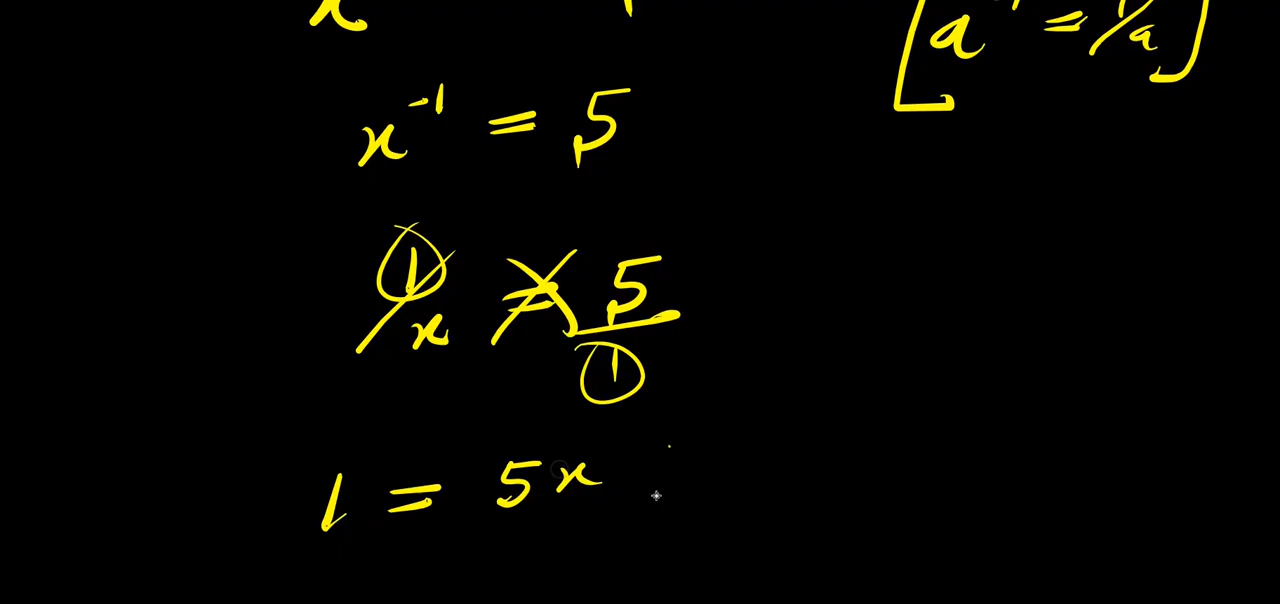 x
[a⁻¹ = 1/a]
x⁻¹ = 5
1/x = 5/1
1 = 5x